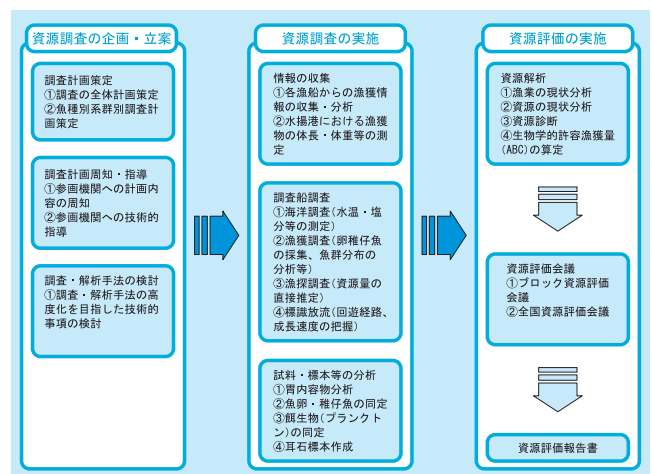 資源調査の企画・立案
調査計画策定
①調査の全体計画策定
②魚種別系群別調査計
画策定
調査計画周知・指導
①参画機関への計画内
容の周知
②参画機関への技術的
指導
調査・解析手法の検討
①調査・解析手法の高
度化を目指した技術的
事項の検討
資源調査の実施
情報の収集
①各漁船からの漁獲情
報の収集・分析
②水揚港における漁獲
物の体長・体重等の測
定
調査船調査
①海洋調査(水温・塩
分等の測定)
②漁獲調査(卵稚仔魚
の採集、魚群分布の
分析等)
③漁探調査(資源量の
直接推定)
④標識放流(回遊経路、
成長速度の把握)
試料・標本等の分析
①胃内容物分析
②魚卵・稚仔魚の同定
③餌生物(プランクト
ン)の同定
④耳石標本作成
資源評価の実施
資源解析
①漁業の現状分析
②資源の現状分析
③資源診断
④生物学的許容漁獲量
(ABC)の算定
資源評価会議
①ブロック資源評価
会議
②全国資源評価会議
資源評価報告書